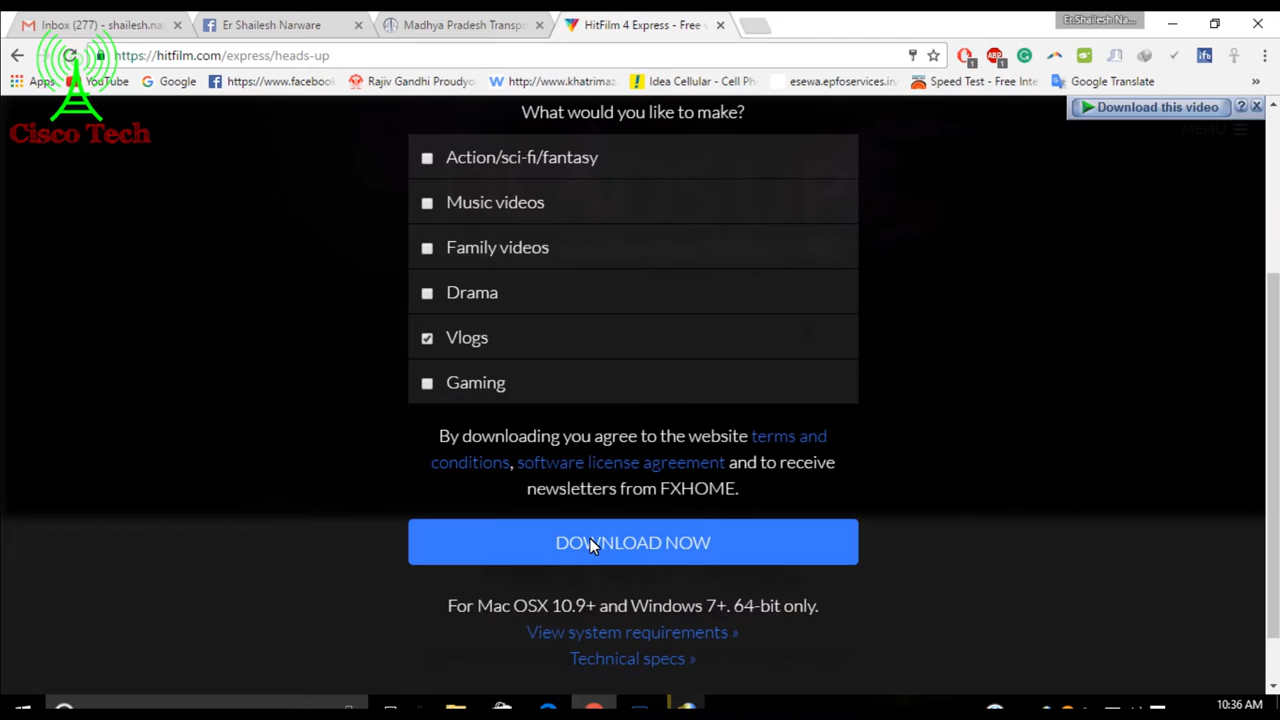 Inbox (277) - shailesh.na
Er Shailesh Narware
Madhya Pradesh Transpo
HitFilm 4 Express - Free
Er.Shailesh Na...
https://hitfilm.com/express/heads-up
Apps
YouTube
Google
https://www.facebook
Rajiv Gandhi Proudyo
http://www.khatrimaz
Idea Cellular - Cell Ph
esewa.epfoservices.in
Speed Test - Free Inte
Google Translate
»
Cisco Tech
Download this video
MENU
What would you like to make?
Action/sci-fi/fantasy
Music videos
Family videos
Drama
Vlogs
Gaming
By downloading you agree to the website terms and
conditions, software license agreement and to receive
newsletters from FXHOME.
DOWNLOAD NOW
For Mac OSX 10.9+ and Windows 7+. 64-bit only.
View system requirements »
Technical specs »
10:36 AM